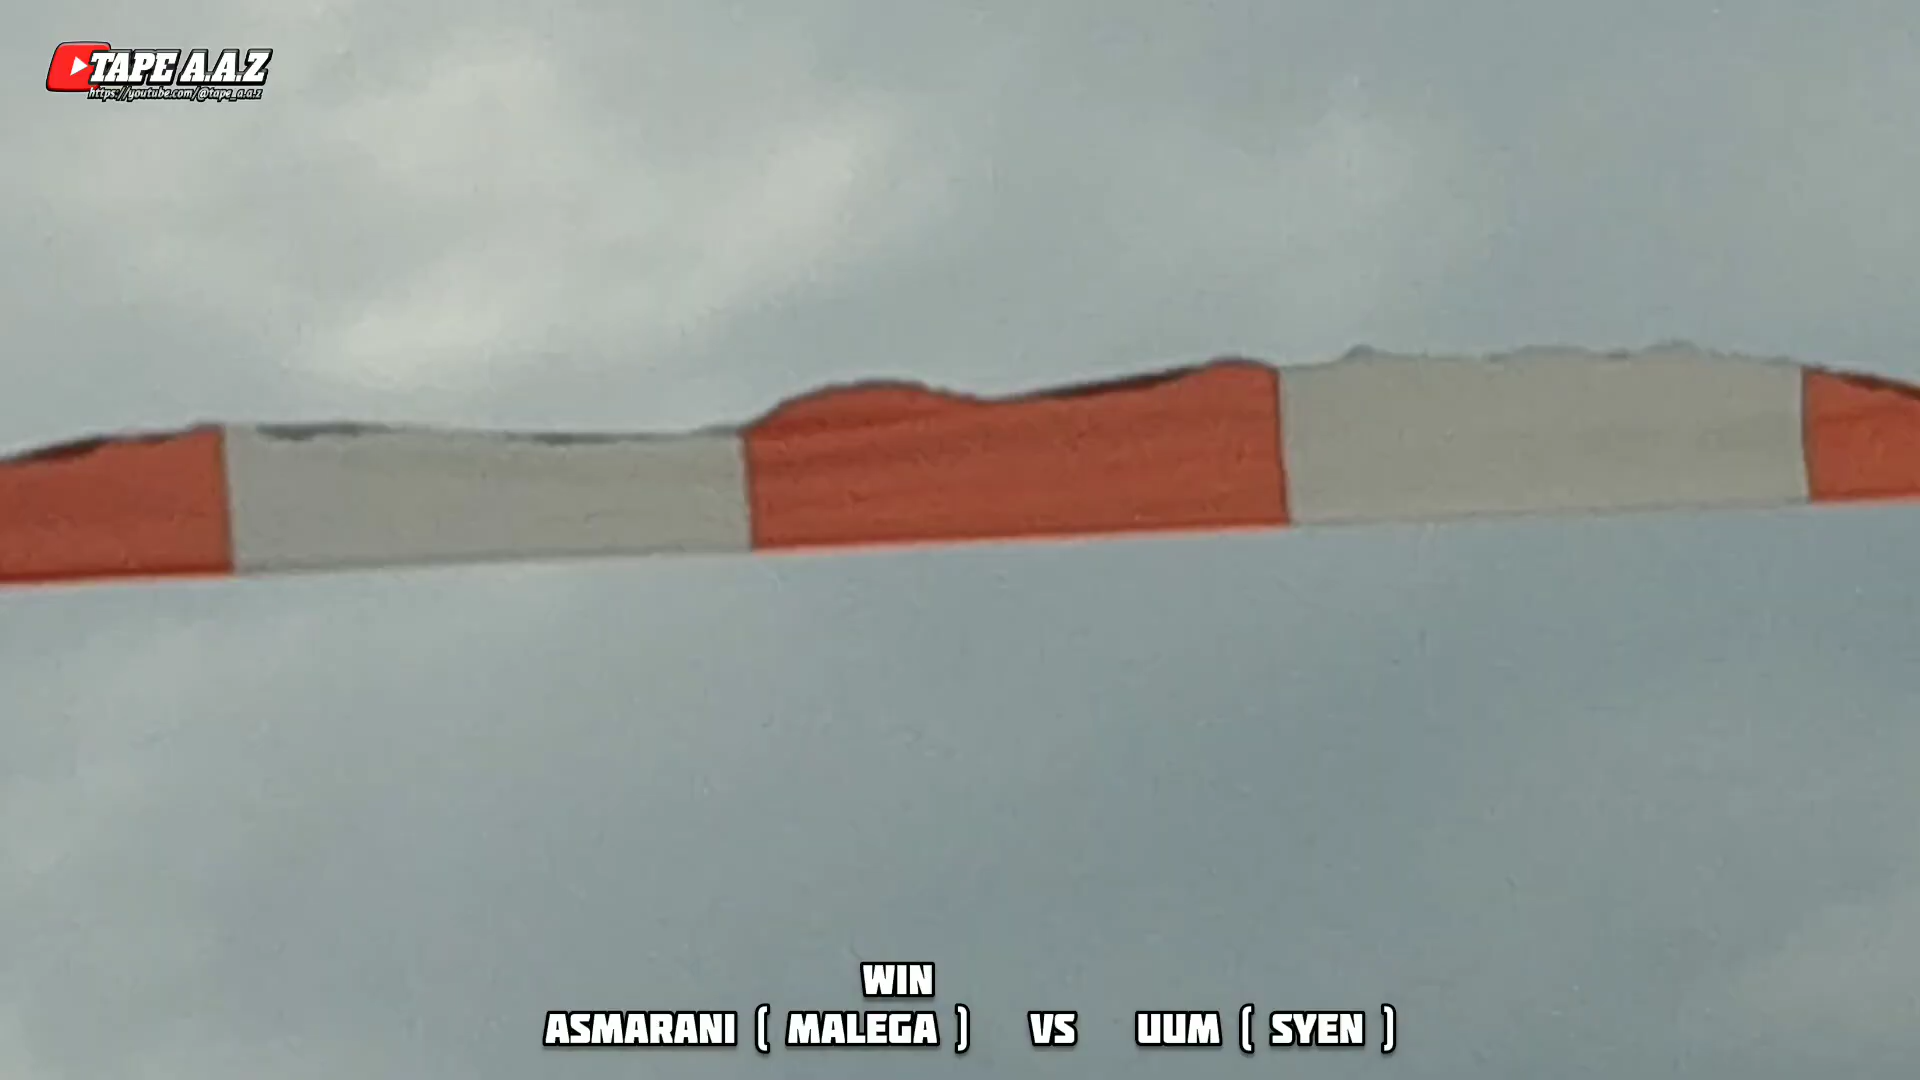 TAPE A.A.Z
https://youtube.com/@tape_a.a.z
WIN
ASMARANI ( MALEGA ) VS UUM ( SYEN )